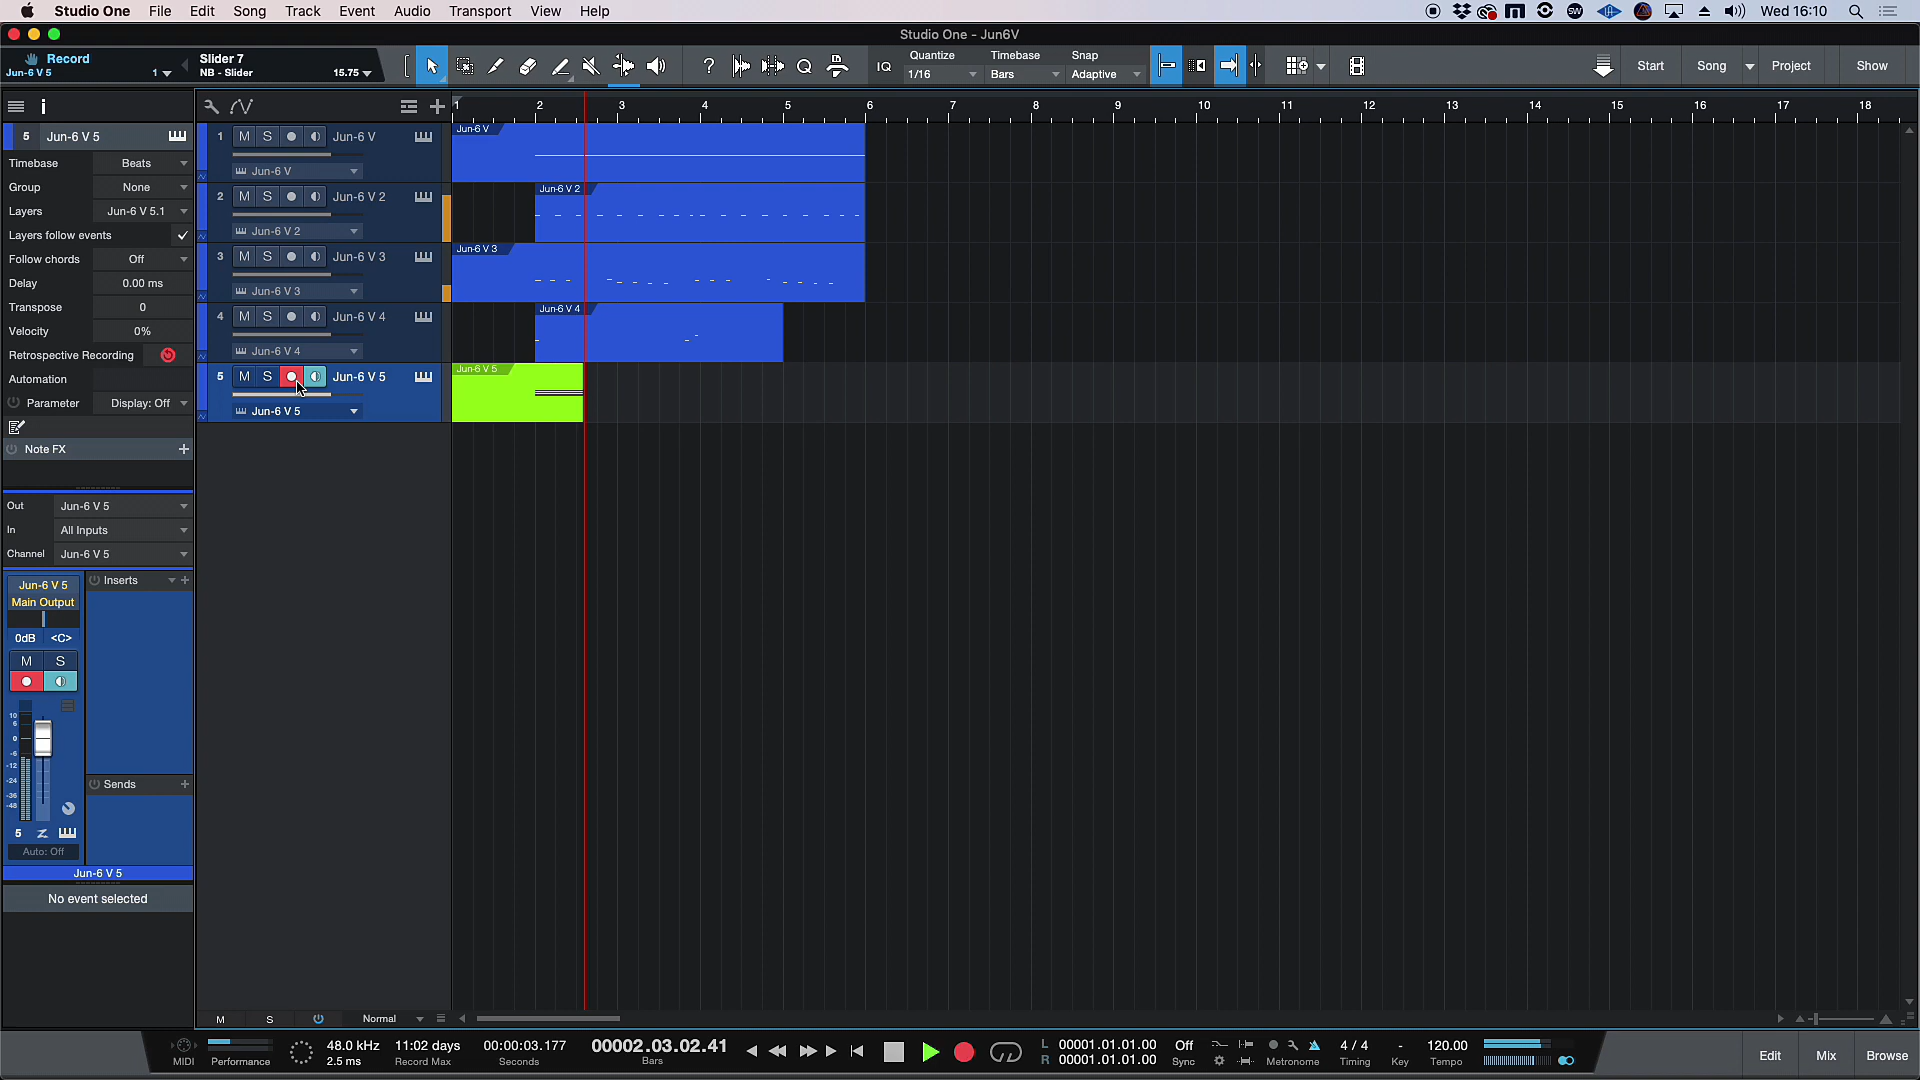 Studio One File Edit Song Track Event Audio Transport View Help Wed 16:10
Studio One - Jun6V
Record
Jun-6 V 5 1
Slider 7
NB - Slider 15.75
IQ
Quantize
1/16
Timebase
Bars
Snap
Adaptive
Start Song Project Show
1 2 3 4 5 6 7 8 9 10 11 12 13 14 15 16 17 18
5 Jun-6 V 5
Timebase Beats
Group None
Layers Jun-6 V 5.1
Layers follow events
Follow chords Off
Delay 0.00 ms
Transpose 0
Velocity 0%
Retrospective Recording
Automation
Parameter Display: Off
Note FX
Out Jun-6 V 5
In All Inputs
Channel Jun-6 V 5
Jun-6 V 5
Main Output
0dB <C>
M S
Inserts
Sends
10
6
0
-6
-12
-24
-36
-48
5
Auto: Off
Jun-6 V 5
No event selected
1 M S Jun-6 V
Jun-6 V
2 M S Jun-6 V 2
Jun-6 V 2
3 M S Jun-6 V 3
Jun-6 V 3
4 M S Jun-6 V 4
Jun-6 V 4
5 M S Jun-6 V 5
Jun-6 V 5
Jun-6 V
Jun-6 V 2
Jun-6 V 3
Jun-6 V 4
Jun-6 V 5
M S Normal
MIDI
Performance
48.0 kHz
2.5 ms
11:02 days
Record Max
00:00:03.177
Seconds
00002.03.02.41
Bars
L 00001.01.01.00
R 00001.01.01.00
Off
Sync
Metronome
4 / 4
Timing
-
Key
120.00
Tempo
Edit Mix Browse